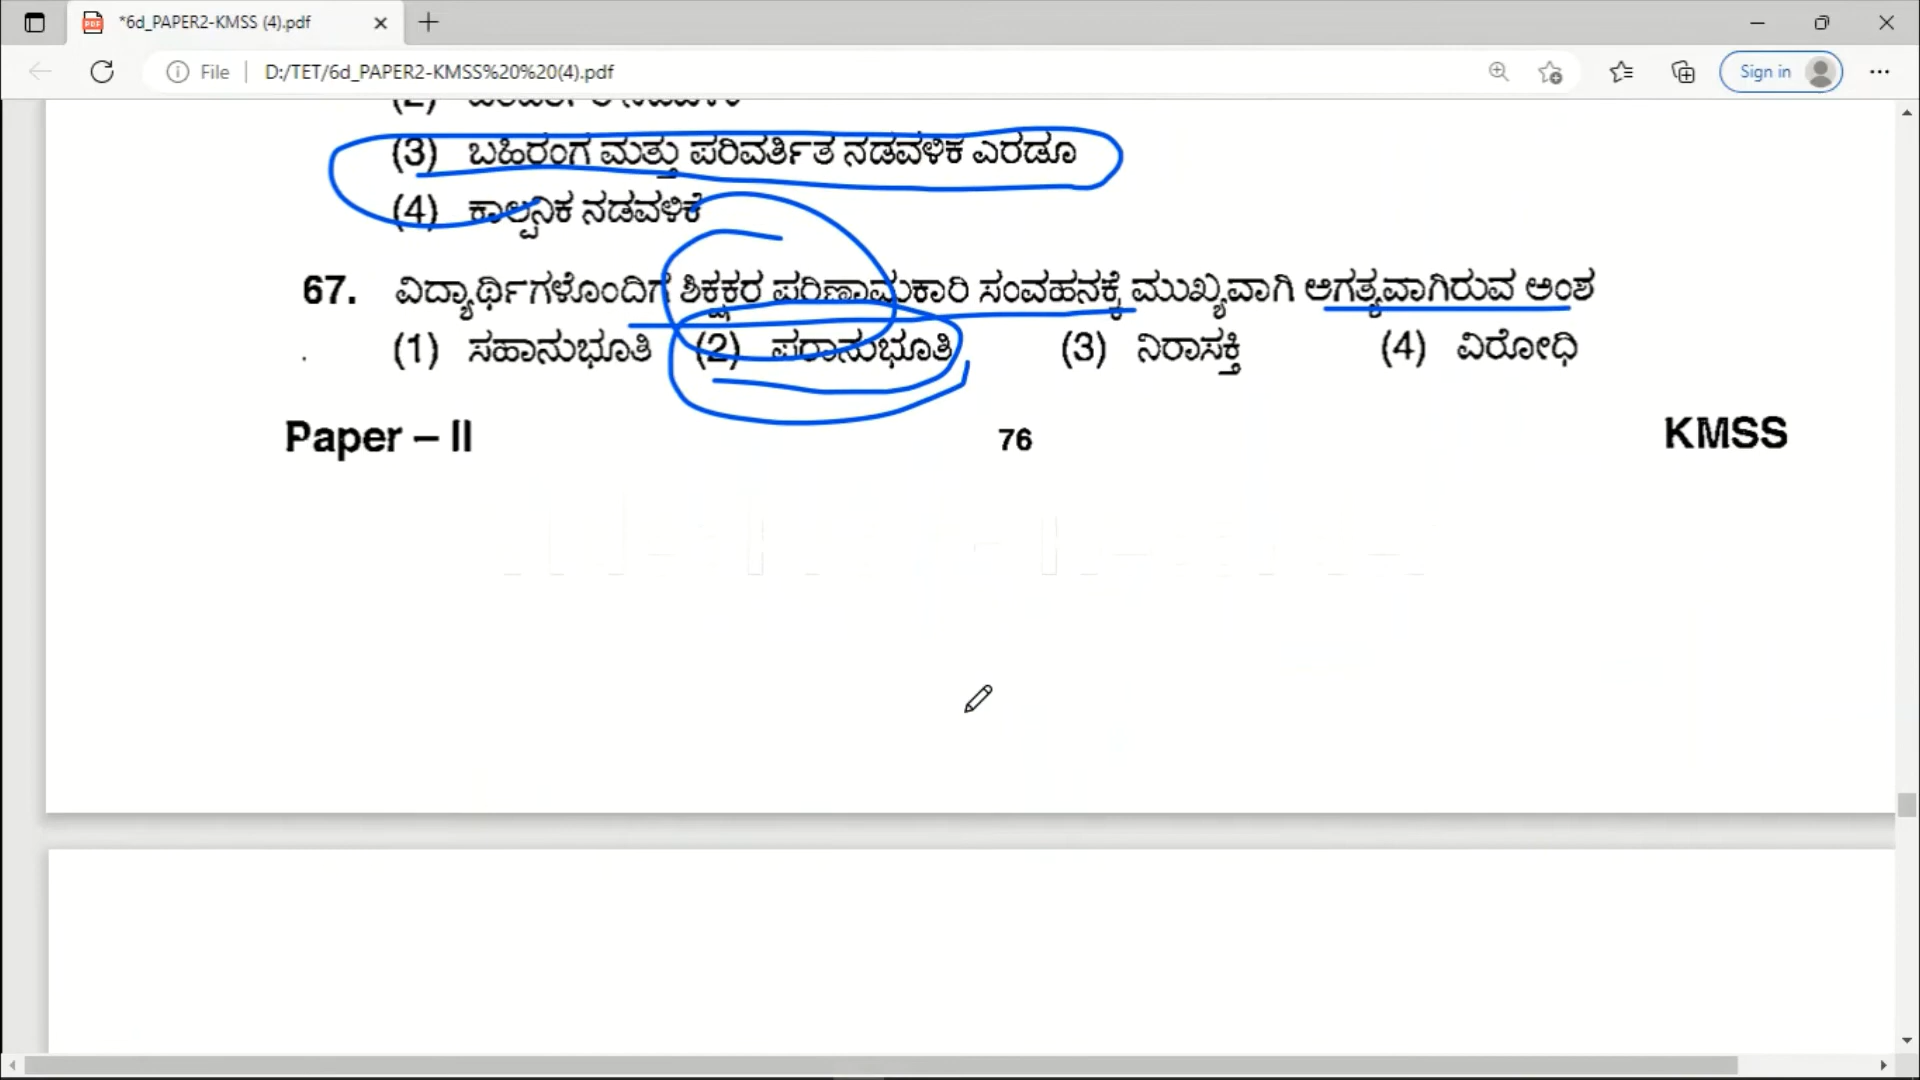 *6d_PAPER2-KMSS (4).pdf
File D:/TET/6d_PAPER2-KMSS%20%20(4).pdf Sign in
(2)
(3) ಬಹಿರಂಗ ಮತ್ತು ಪರಿವರ್ತಿತ ನಡವಳಿಕೆ ಎರಡೂ
(4) ಕಾಲ್ಪನಿಕ ನಡವಳಿಕೆ
67. ವಿದ್ಯಾರ್ಥಿಗಳೊಂದಿಗೆ ಶಿಕ್ಷಕರ ಪರಿಣಾಮಕಾರಿ ಸಂವಹನಕ್ಕೆ ಮುಖ್ಯವಾಗಿ ಅಗತ್ಯವಾಗಿರುವ ಅಂಶ
(1) ಸಹಾನುಭೂತಿ (2) ಪರಾನುಭೂತಿ (3) ನಿರಾಸಕ್ತಿ (4) ವಿರೋಧಿ
Paper – II 76 KMSS